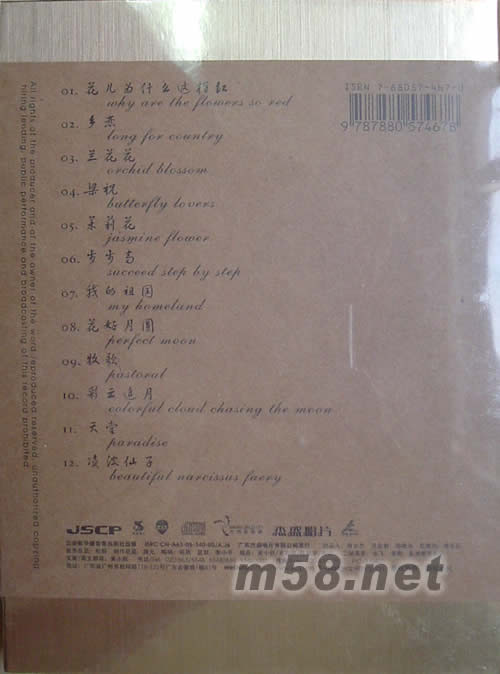 ISBN 7-88057-467-8
9 787880 574678
01. 花儿为什么这样红
why are the flowers so red
02. 乡恋
long for country
03. 兰花花
orchid blossom
04. 梁祝
butterfly lovers
05. 茉莉花
jasmine flower
06. 步步高
succeed step by step
07. 我的祖国
my homeland
08. 花好月圆
perfect moon
09. 牧歌
pastoral
10. 彩云追月
colorful cloud chasing the moon
11. 天堂
paradise
12. 凌波仙子
beautiful narcissus faery
All rights of the producer and of the owner of the word reproduced reserved, unauthorized copying,
hiring, lending, public performance and broadcasting of this record prohibited.
JSCP
杰盛唱片
m58.net